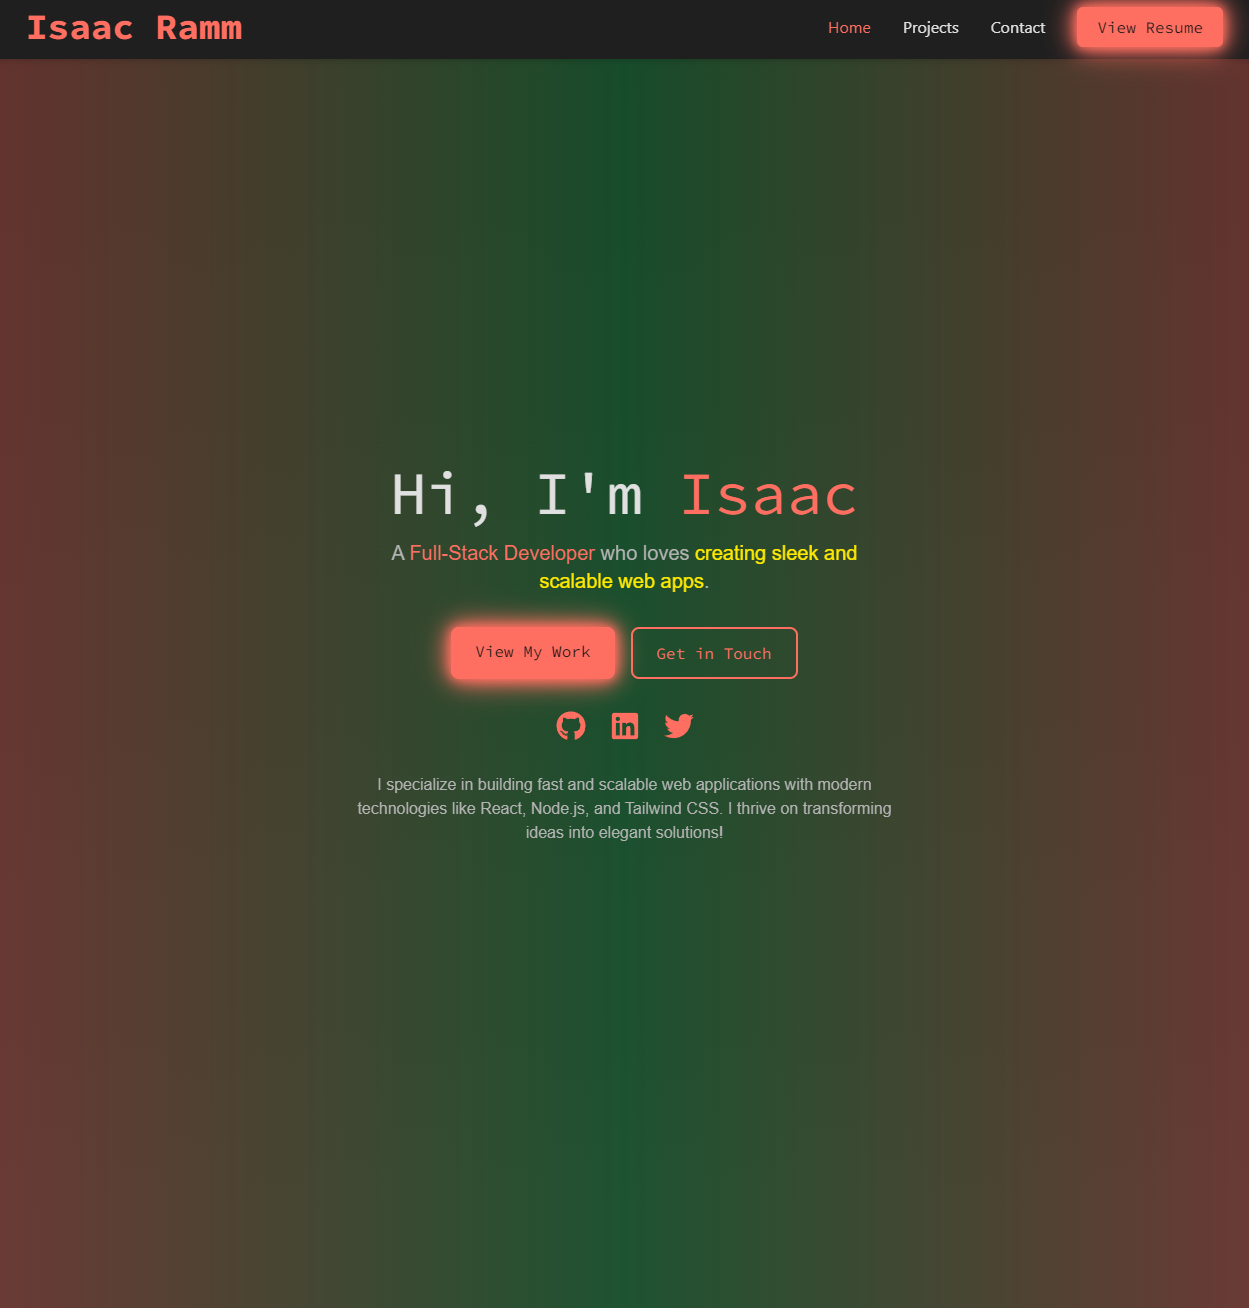 Isaac Ramm
Home
Projects
Contact
View Resume
Hi, I'm Isaac
A Full-Stack Developer who loves creating sleek and
scalable web apps.
View My Work
Get in Touch
I specialize in building fast and scalable web applications with modern
technologies like React, Node.js, and Tailwind CSS. I thrive on transforming
ideas into elegant solutions!